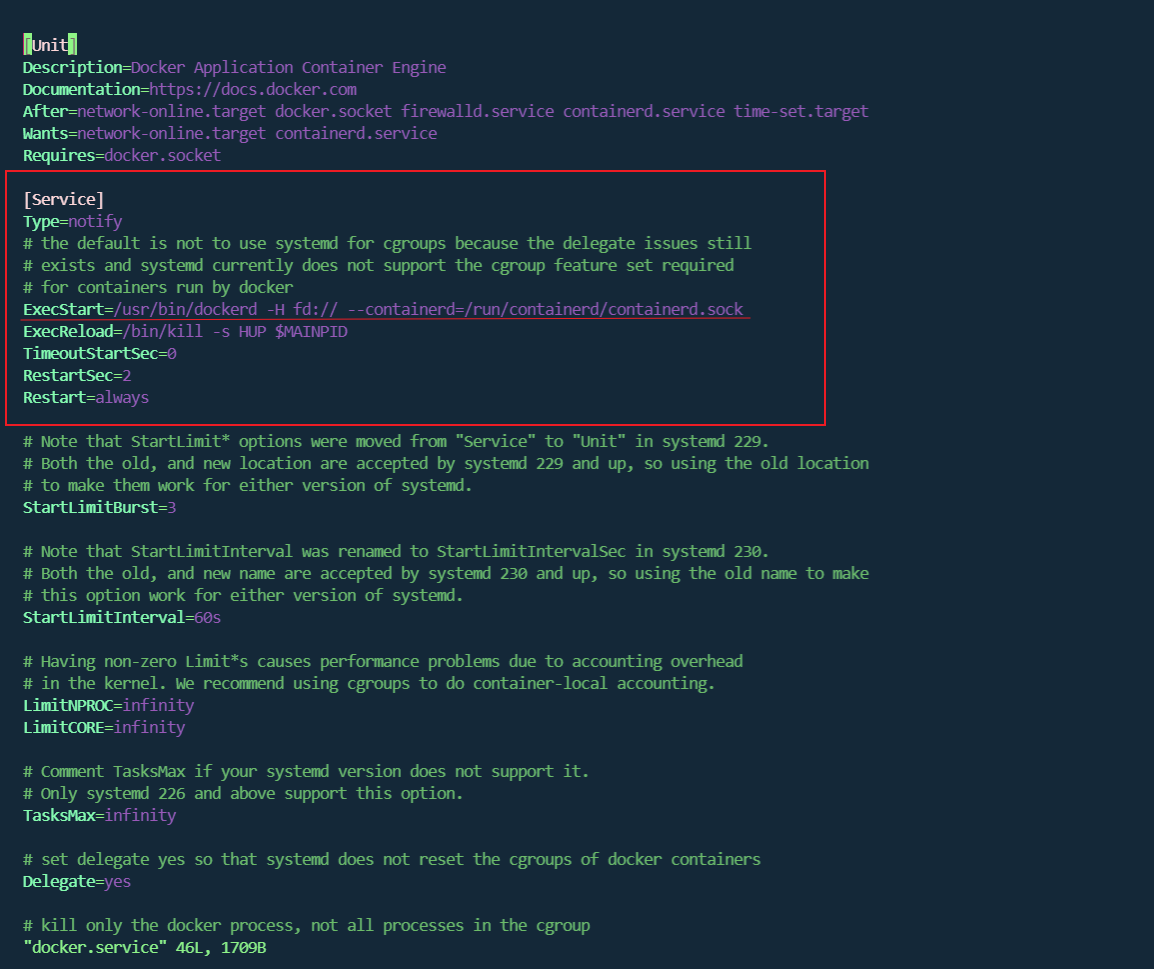 [Unit]
Description=Docker Application Container Engine
Documentation=https://docs.docker.com
After=network-online.target docker.socket firewalld.service containerd.service time-set.target
Wants=network-online.target containerd.service
Requires=docker.socket
[Service]
Type=notify
# the default is not to use systemd for cgroups because the delegate issues still
# exists and systemd currently does not support the cgroup feature set required
# for containers run by docker
ExecStart=/usr/bin/dockerd -H fd:// --containerd=/run/containerd/containerd.sock
ExecReload=/bin/kill -s HUP $MAINPID
TimeoutStartSec=0
RestartSec=2
Restart=always
# Note that StartLimit* options were moved from "Service" to "Unit" in systemd 229.
# Both the old, and new location are accepted by systemd 229 and up, so using the old location
# to make them work for either version of systemd.
StartLimitBurst=3
# Note that StartLimitInterval was renamed to StartLimitIntervalSec in systemd 230.
# Both the old, and new name are accepted by systemd 230 and up, so using the old name to make
# this option work for either version of systemd.
StartLimitInterval=60s
# Having non-zero Limit*s causes performance problems due to accounting overhead
# in the kernel. We recommend using cgroups to do container-local accounting.
LimitNPROC=infinity
LimitCORE=infinity
# Comment TasksMax if your systemd version does not support it.
# Only systemd 226 and above support this option.
TasksMax=infinity
# set delegate yes so that systemd does not reset the cgroups of docker containers
Delegate=yes
# kill only the docker process, not all processes in the cgroup
"docker.service" 46L, 1709B